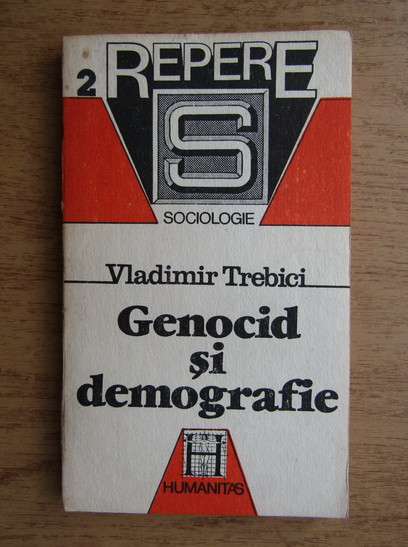 2 REPERE
S
SOCIOLOGIE
Vladimir Trebici
Genocid
și
demografie
H
HUMANITAS